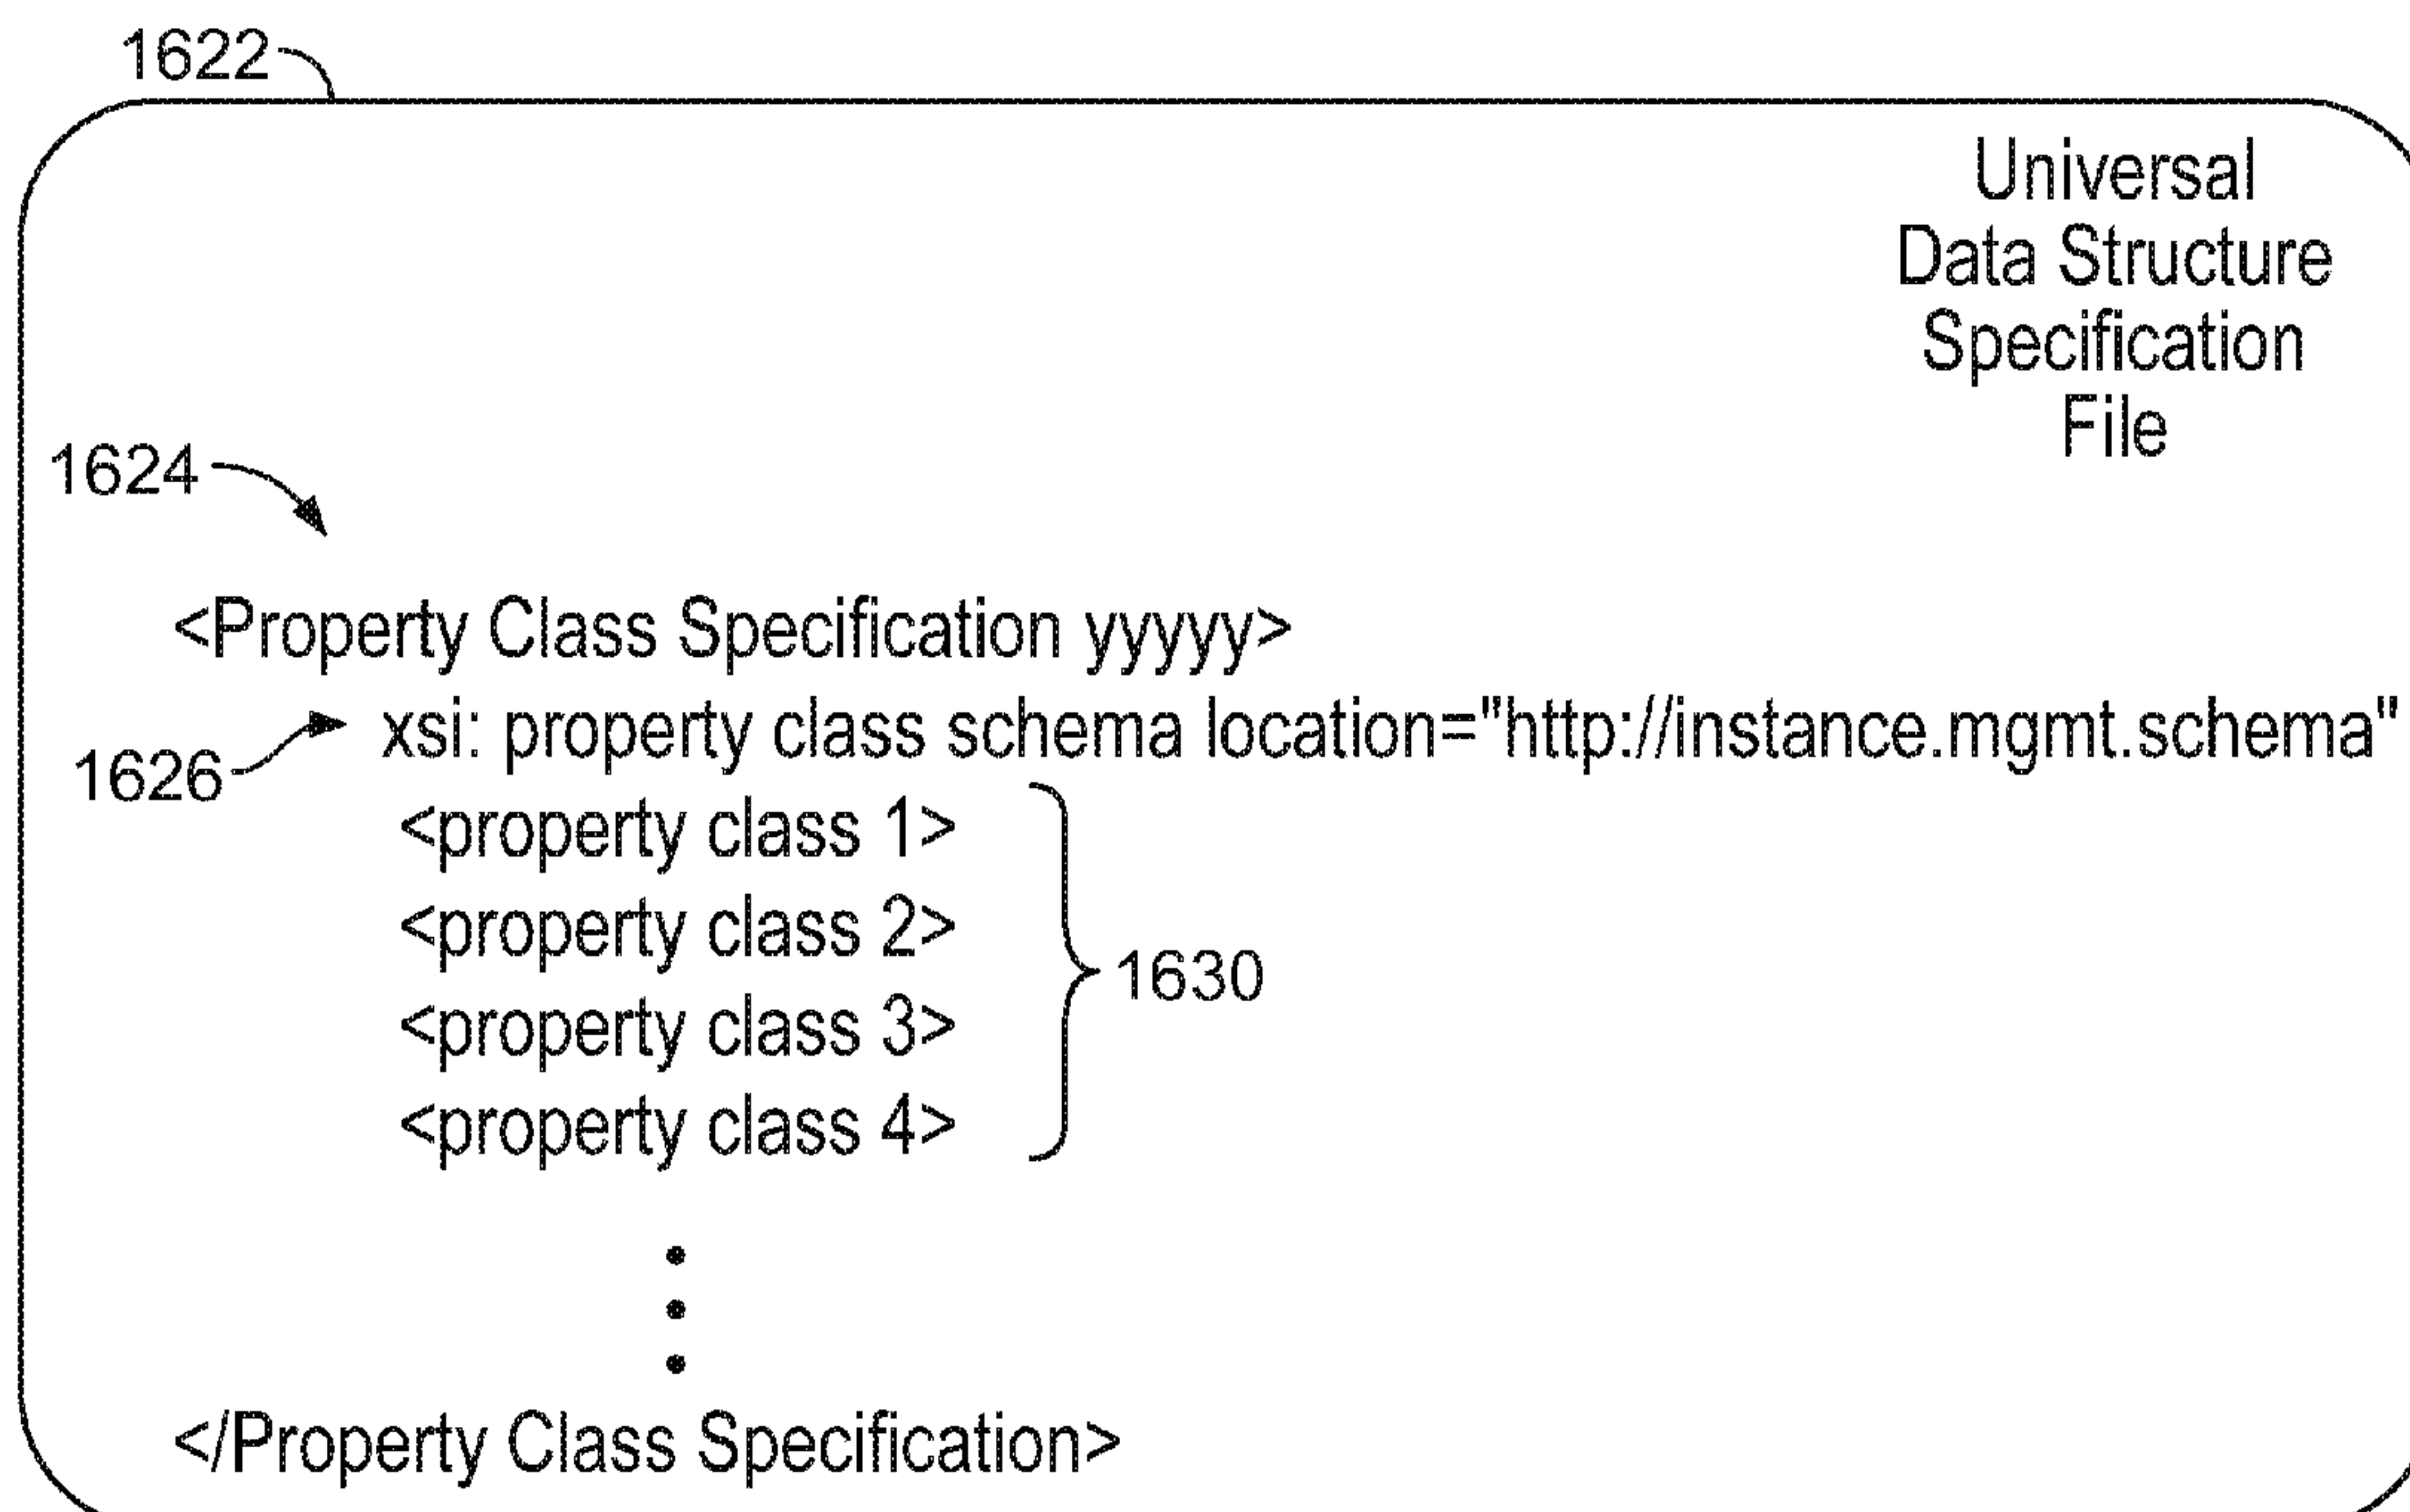 1622
Universal
Data Structure
Specification
File
1624
<Property Class Specification yyyyy>
xsi: property class schema location="http://instance.mgmt.schema"
1626
<property class 1>
<property class 2>
1630
<property class 3>
<property class 4>
</Property Class Specification>